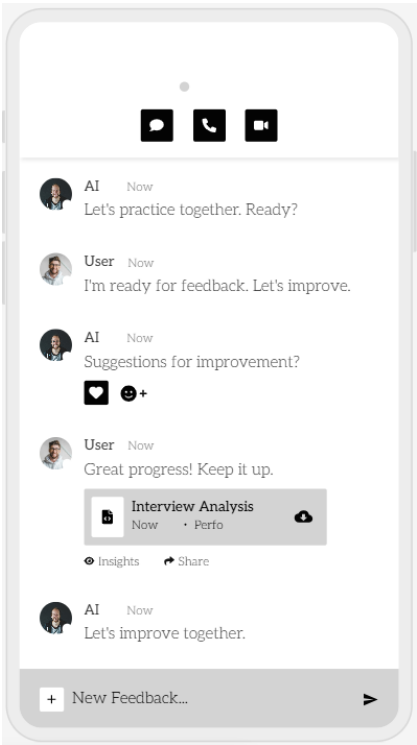 AI Now
Let's practice together. Ready?
User Now
I'm ready for feedback. Let's improve.
AI Now
Suggestions for improvement?
+
User Now
Great progress! Keep it up.
Interview Analysis
Now · Perfo
Insights Share
AI Now
Let's improve together.
+ New Feedback...